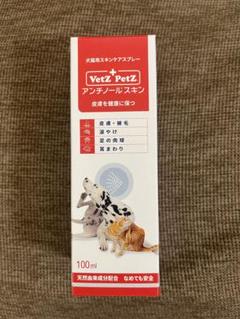 犬猫用スキンケアスプレー
VetZ PetZ
アンチノールスキン
皮膚を健康に保つ
皮膚・被毛
涙やけ
足の肉球
耳まわり
100ml
天然由来成分配合 なめても安全